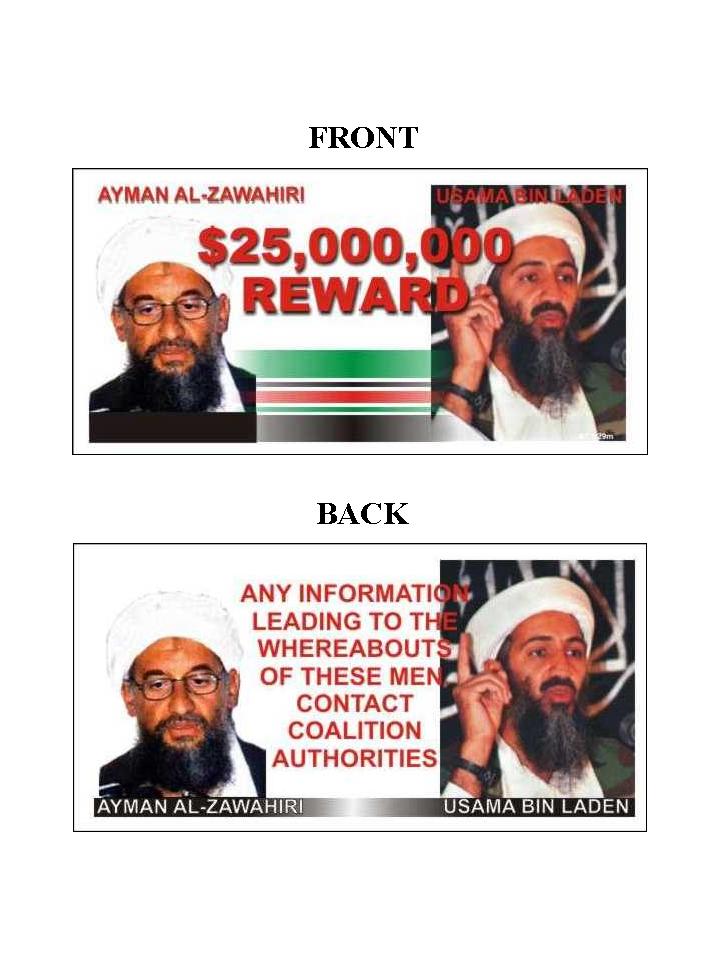 FRONT
AYMAN AL-ZAWAHIRI
USAMA BIN LADEN
$25,000,000
REWARD
BACK
ANY INFORMATION
LEADING TO THE
WHEREABOUTS
OF THESE MEN,
CONTACT
COALITION
AUTHORITIES
AYMAN AL-ZAWAHIRI
USAMA BIN LADEN